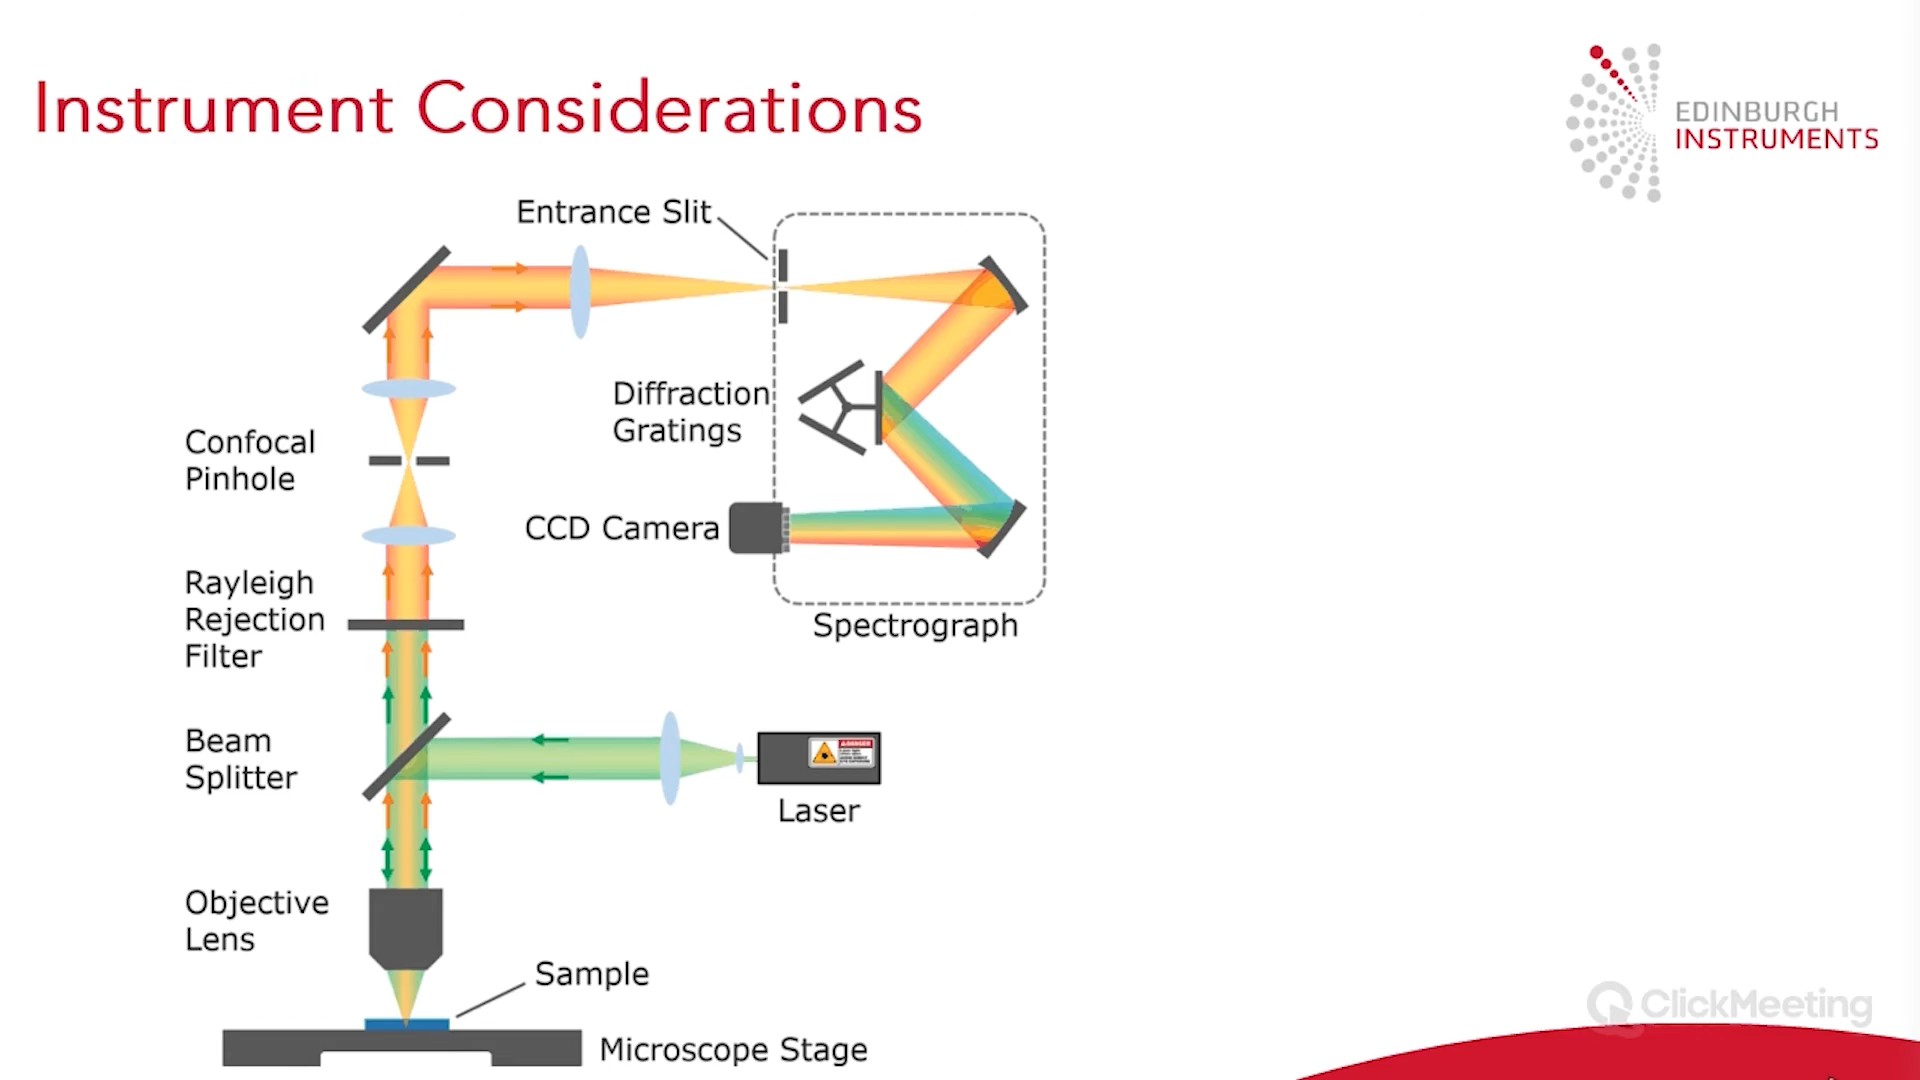 Instrument Considerations
EDINBURGH
INSTRUMENTS
Entrance Slit
Diffraction
Gratings
Confocal
Pinhole
CCD Camera
Rayleigh
Rejection
Filter
Spectrograph
Beam
Splitter
DANGER
Laser
Objective
Lens
Sample
Microscope Stage
ClickMeeting